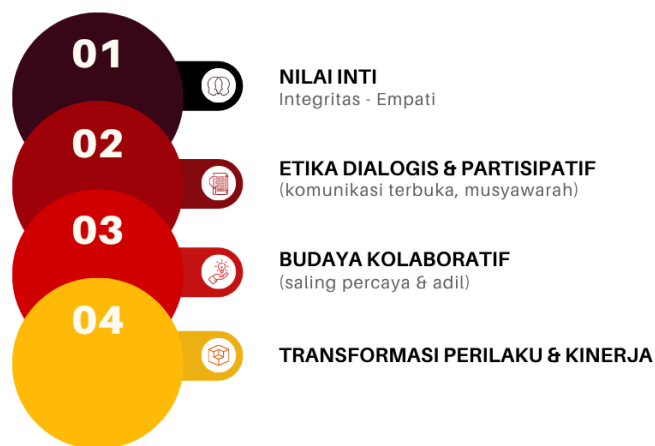 01
NILAI INTI
Integritas - Empati
02
ETIKA DIALOGIS & PARTISIPATIF
(komunikasi terbuka, musyawarah)
03
BUDAYA KOLABORATIF
(saling percaya & adil)
04
TRANSFORMASI PERILAKU & KINERJA